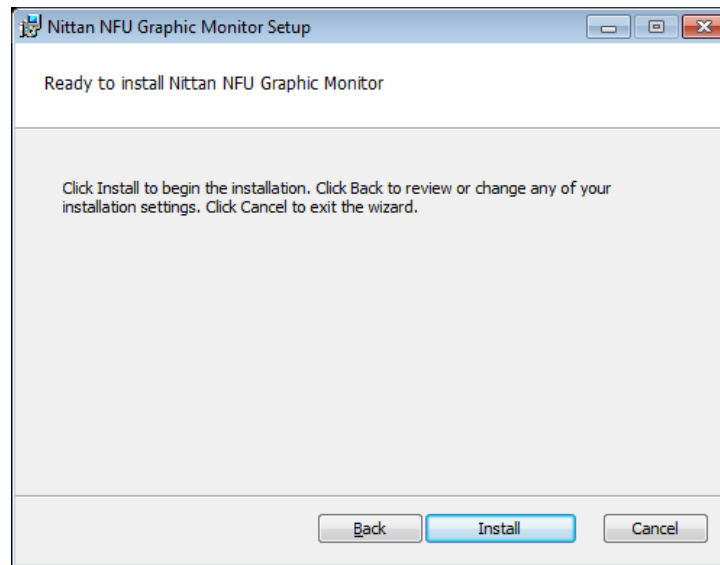 Nittan NFU Graphic Monitor Setup
Ready to install Nittan NFU Graphic Monitor
Click Install to begin the installation. Click Back to review or change any of your
installation settings. Click Cancel to exit the wizard.
Back
Install
Cancel